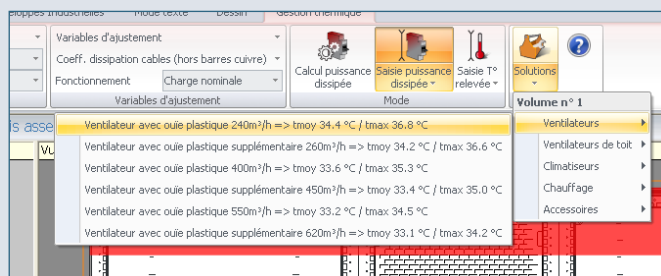 eloppes Industrielles Mode texte Dessin Gestion thermique
Variables d'ajustement
Coeff. dissipation cables (hors barres cuivre)
Fonctionnement Charge nominale
Variables d'ajustement
Calcul puissance dissipée
Saisie puissance dissipée
Saisie T° relevée
Mode
Solutions
Volume n° 1
Ventilateurs
Ventilateurs de toit
Climatiseurs
Chauffage
Accessoires
is asse
Vu
Ventilateur avec ouïe plastique 240m³/h => tmoy 34.4 °C / tmax 36.8 °C
Ventilateur avec ouïe plastique supplémentaire 260m³/h => tmoy 34.2 °C / tmax 36.6 °C
Ventilateur avec ouïe plastique 400m³/h => tmoy 33.6 °C / tmax 35.3 °C
Ventilateur avec ouïe plastique supplémentaire 450m³/h => tmoy 33.4 °C / tmax 35.0 °C
Ventilateur avec ouïe plastique 550m³/h => tmoy 33.2 °C / tmax 34.5 °C
Ventilateur avec ouïe plastique supplémentaire 620m³/h => tmoy 33.1 °C / tmax 34.2 °C